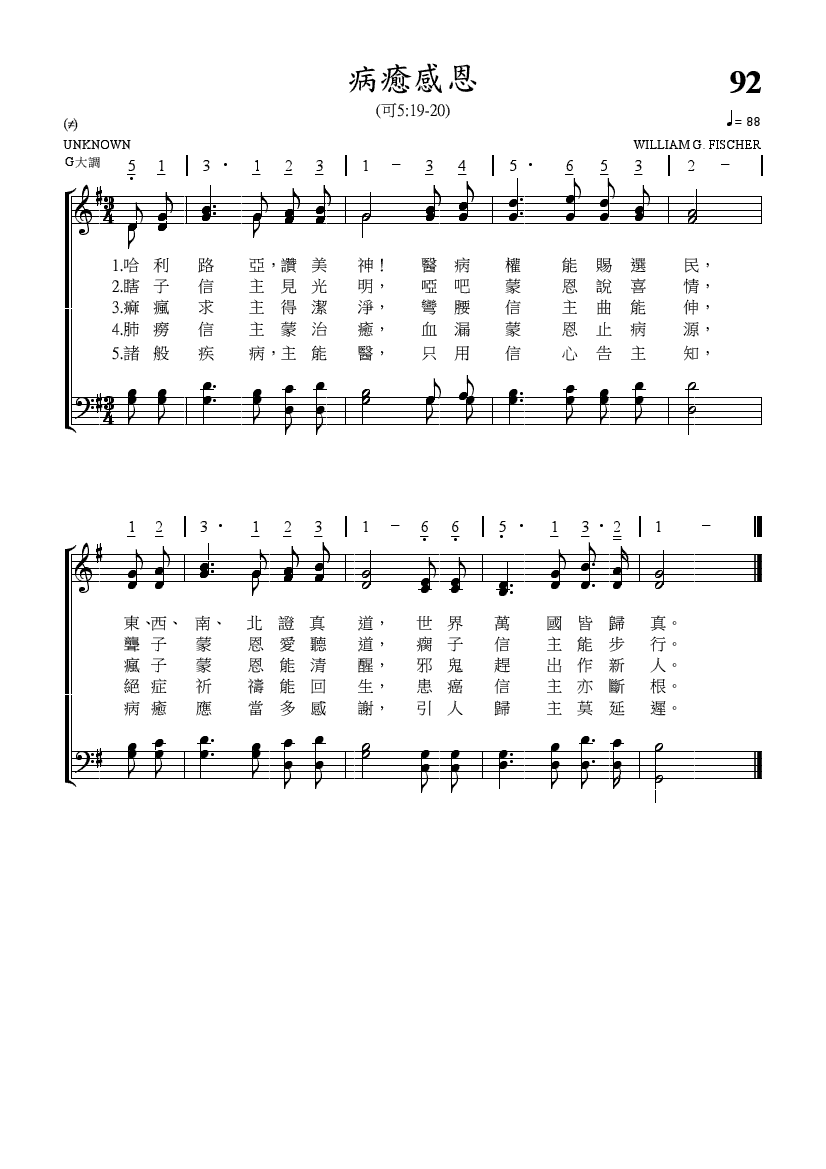 病癒感恩
92
(可5:19-20)
(≠)
♩= 88
UNKNOWN
WILLIAM G. FISCHER
G大調
5 1 | 3 · 1 2 3 | 1 – 3 4 | 5 · 6 5 3 | 2 – |
3 4
1.哈利路亞，讚美神！醫病權能賜選民，
2.瞎子信主見光明，啞吧蒙恩說喜情，
3.痲瘋求主得潔淨，彎腰信主曲能伸，
4.肺癆信主蒙治癒，血漏蒙恩止病源，
5.諸般疾病，主能醫，只用信心告主知，
3 4
1 2 | 3 · 1 2 3 | 1 – 6 6 | 5 · 1 3 · 2 | 1 –
東、西、南、北證真道，世界萬國皆歸真。
聾子蒙恩愛聽道，瘸子信主能步行。
瘋子蒙恩能清醒，邪鬼趕出作新人。
絕症祈禱能回生，患癌信主亦斷根。
病癒應當多感謝，引人歸主莫延遲。